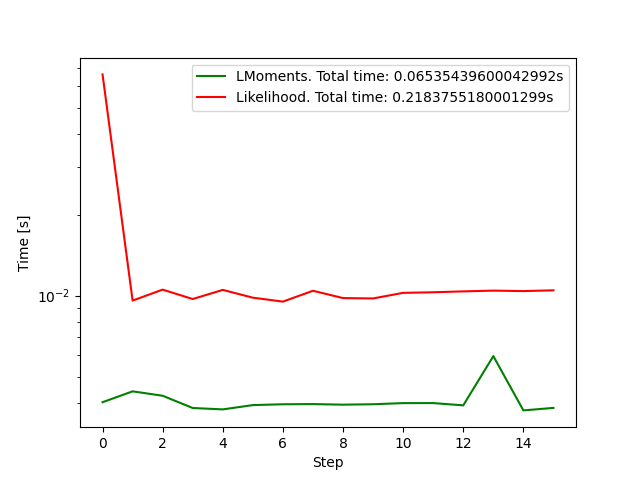 LMoments. Total time: 0.06535439600042992s
Likelihood. Total time: 0.2183755180001299s
Time [s]
10⁻²
0 2 4 6 8 10 12 14
Step